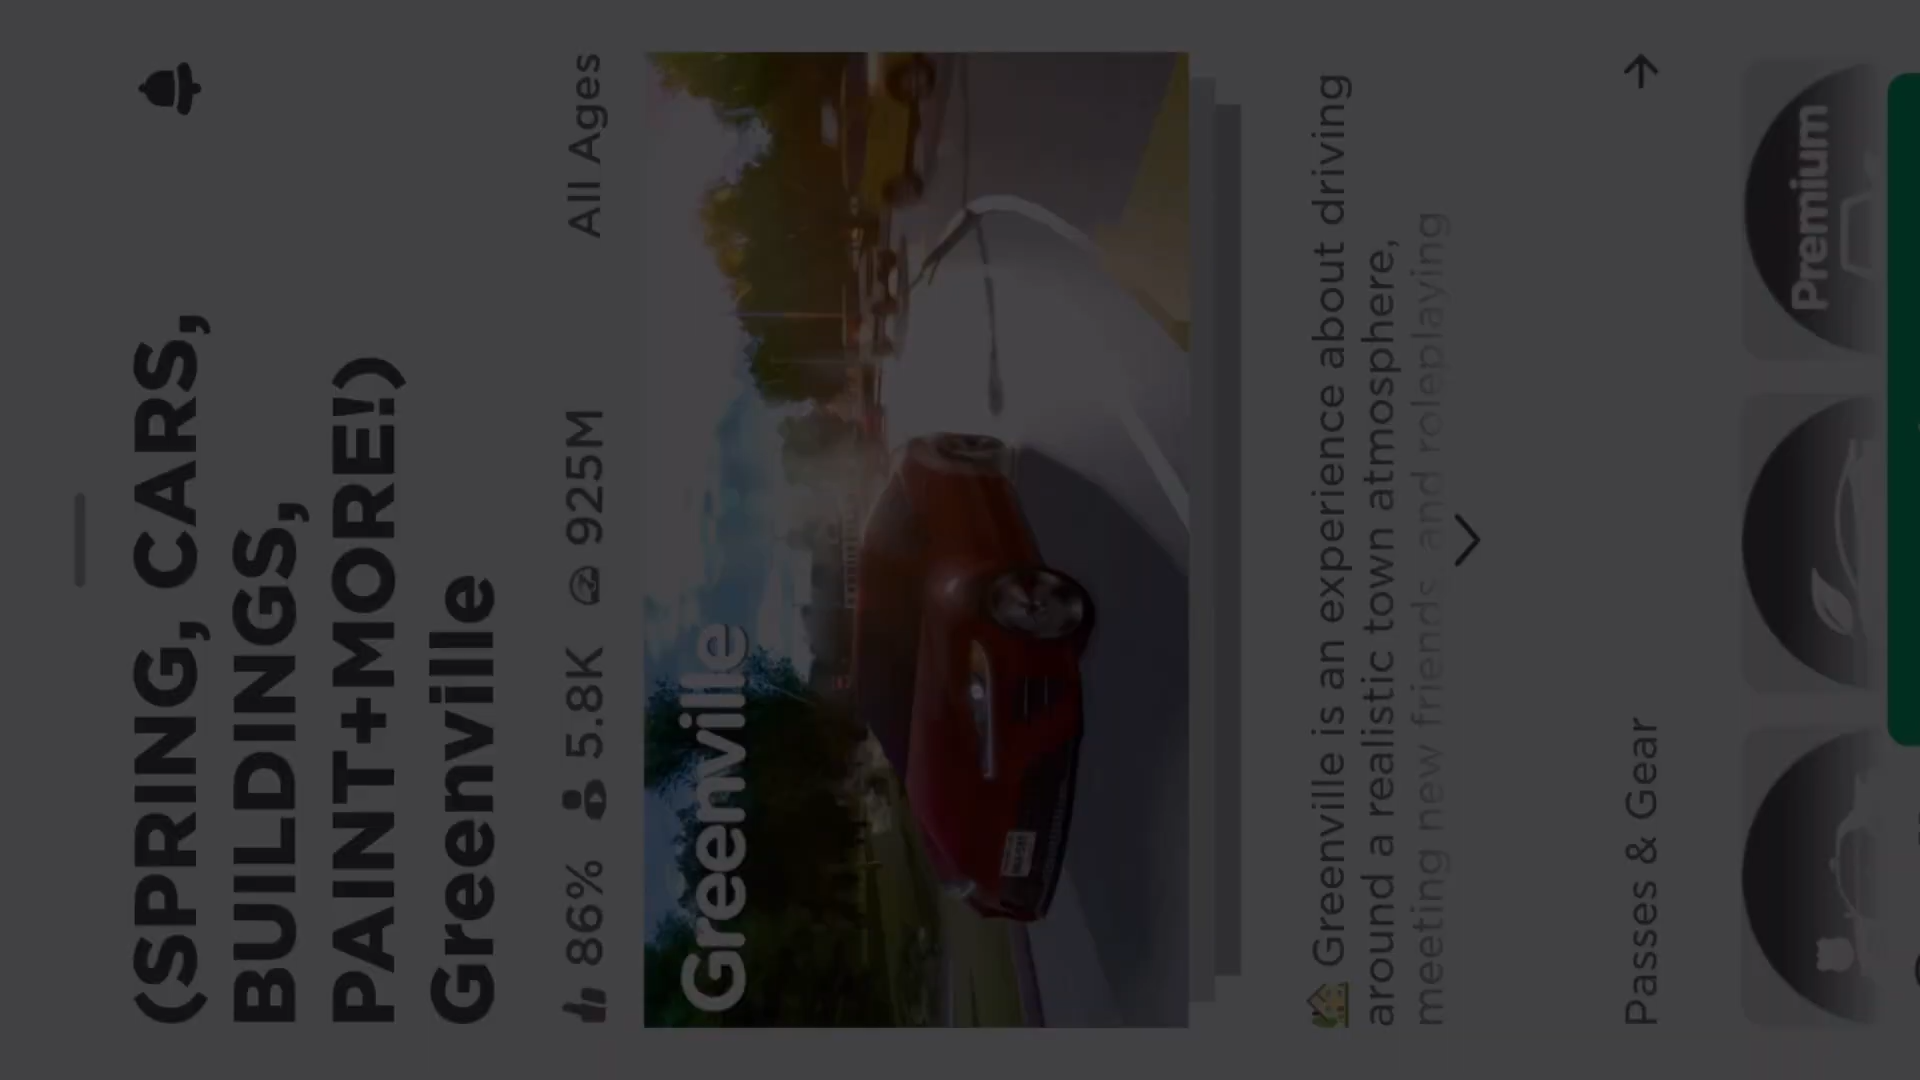 (SPRING, CARS,
BUILDINGS,
PAINT+MORE!)
Greenville
86% 5.8K 925M All Ages
Greenville
🏡 Greenville is an experience about driving
around a realistic town atmosphere,
meeting new friends, and roleplaying
Passes & Gear
Premium